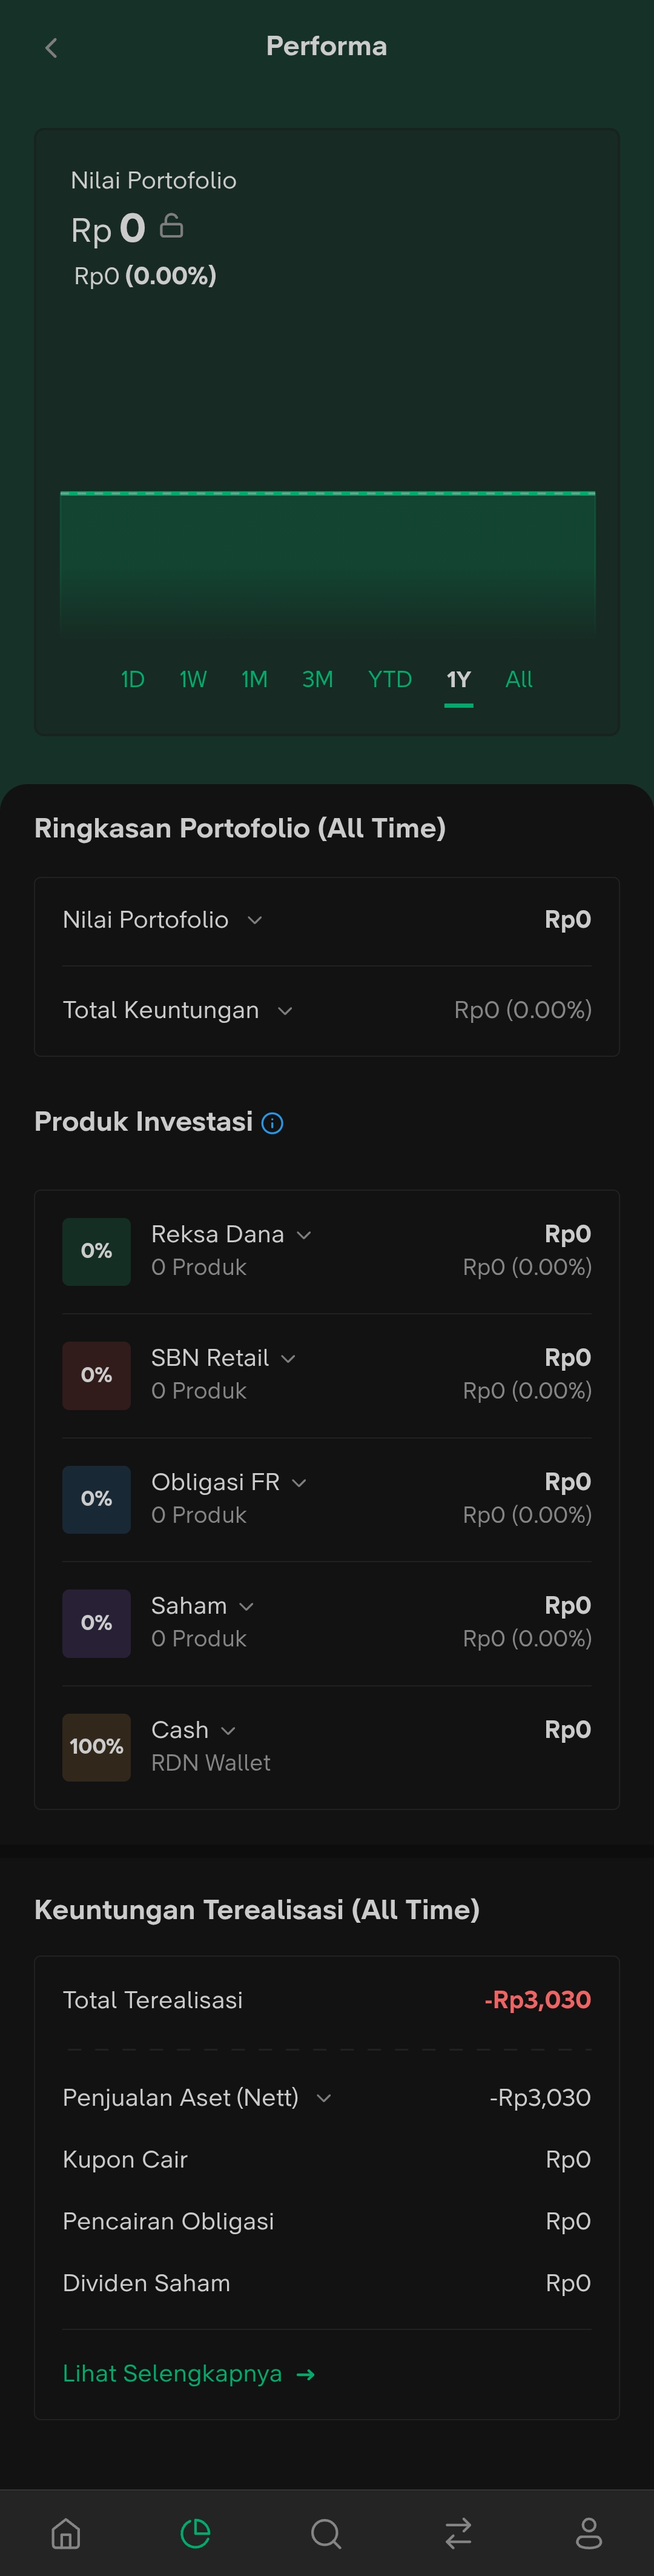 Performa
Nilai Portofolio
Rp 0
Rp0 (0.00%)
1D 1W 1M 3M YTD 1Y All
Ringkasan Portofolio (All Time)
Nilai Portofolio Rp0
Total Keuntungan Rp0 (0.00%)
Produk Investasi
0% Reksa Dana Rp0
0 Produk Rp0 (0.00%)
0% SBN Retail Rp0
0 Produk Rp0 (0.00%)
0% Obligasi FR Rp0
0 Produk Rp0 (0.00%)
0% Saham Rp0
0 Produk Rp0 (0.00%)
100% Cash Rp0
RDN Wallet
Keuntungan Terealisasi (All Time)
Total Terealisasi -Rp3,030
Penjualan Aset (Nett) -Rp3,030
Kupon Cair Rp0
Pencairan Obligasi Rp0
Dividen Saham Rp0
Lihat Selengkapnya →